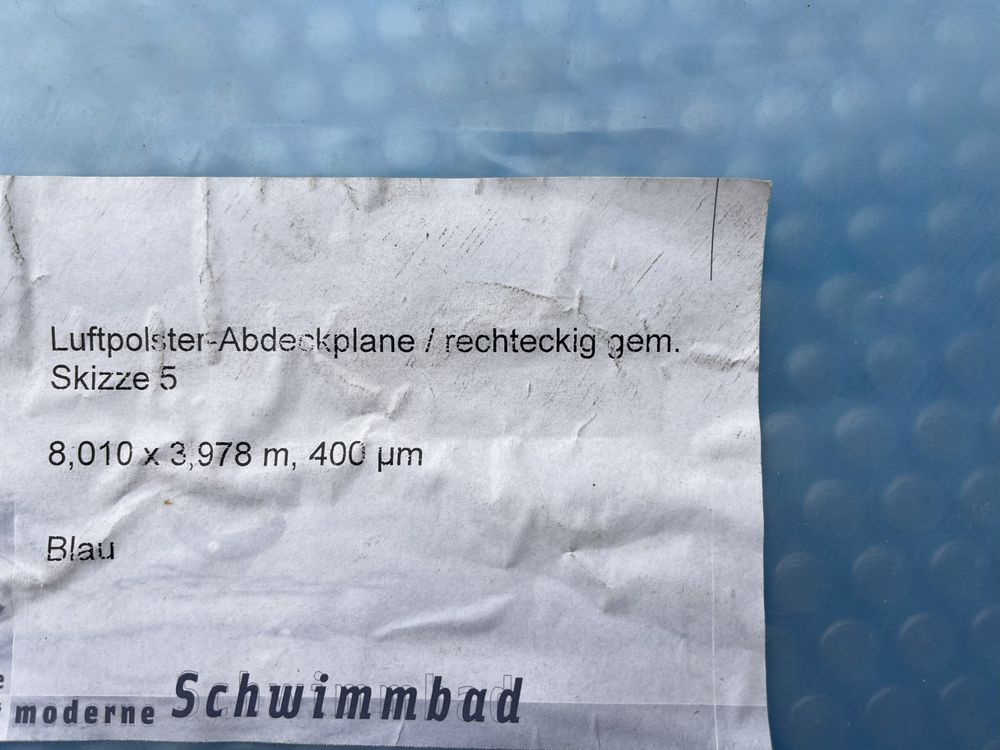 Luftpolster-Abdeckplane / rechteckig gem.
Skizze 5
8,010 x 3,978 m, 400 µm
Blau
moderne Schwimmbad